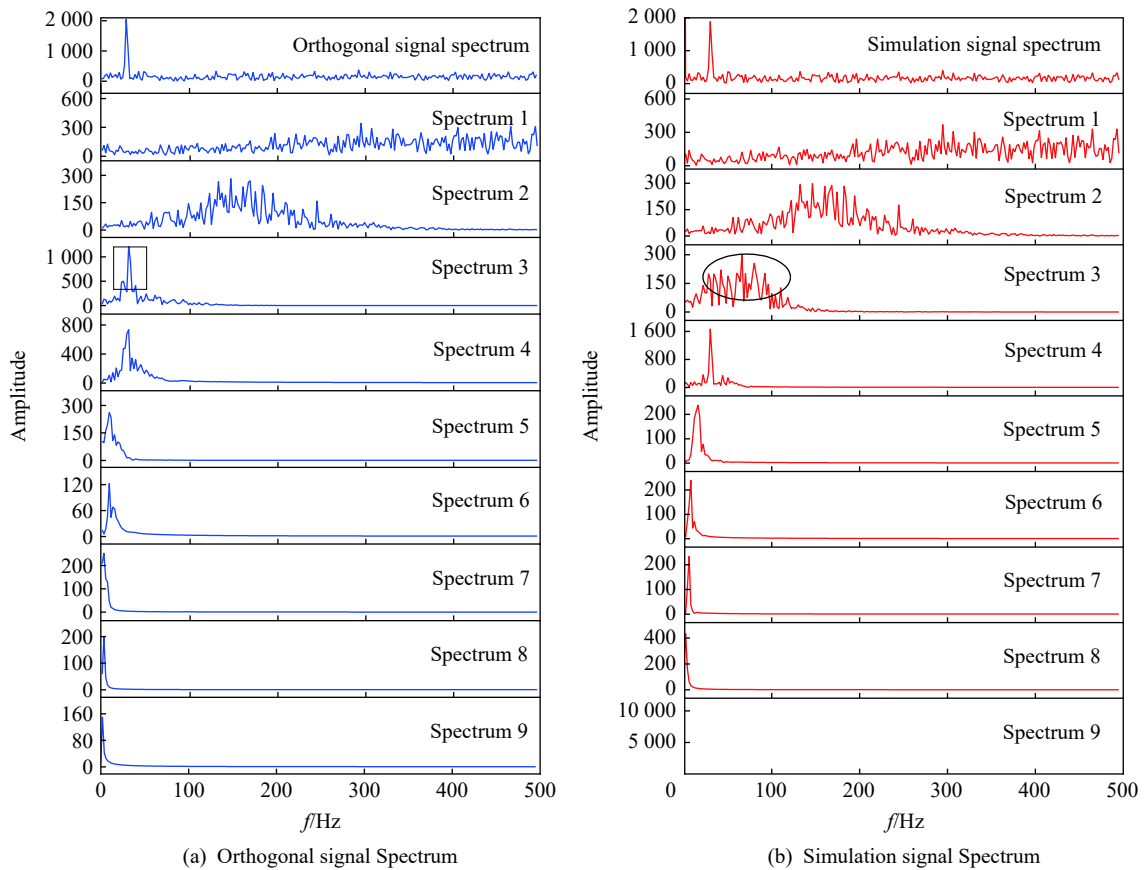 2 000
1 000
0
Orthogonal signal spectrum
600
300
0
Spectrum 1
300
150
0
Spectrum 2
1 000
500
0
Spectrum 3
800
400
0
Spectrum 4
300
150
0
Spectrum 5
120
60
0
Spectrum 6
200
100
0
Spectrum 7
200
100
0
Spectrum 8
160
80
0
Spectrum 9
Amplitude
0 100 200 300 400 500
f/Hz
(a) Orthogonal signal Spectrum
2 000
1 000
0
Simulation signal spectrum
600
300
0
Spectrum 1
300
150
0
Spectrum 2
300
150
0
Spectrum 3
1 600
800
0
Spectrum 4
200
100
0
Spectrum 5
200
100
0
Spectrum 6
200
100
0
Spectrum 7
400
200
0
Spectrum 8
10 000
5 000
Spectrum 9
Amplitude
0 100 200 300 400 500
f/Hz
(b) Simulation signal Spectrum